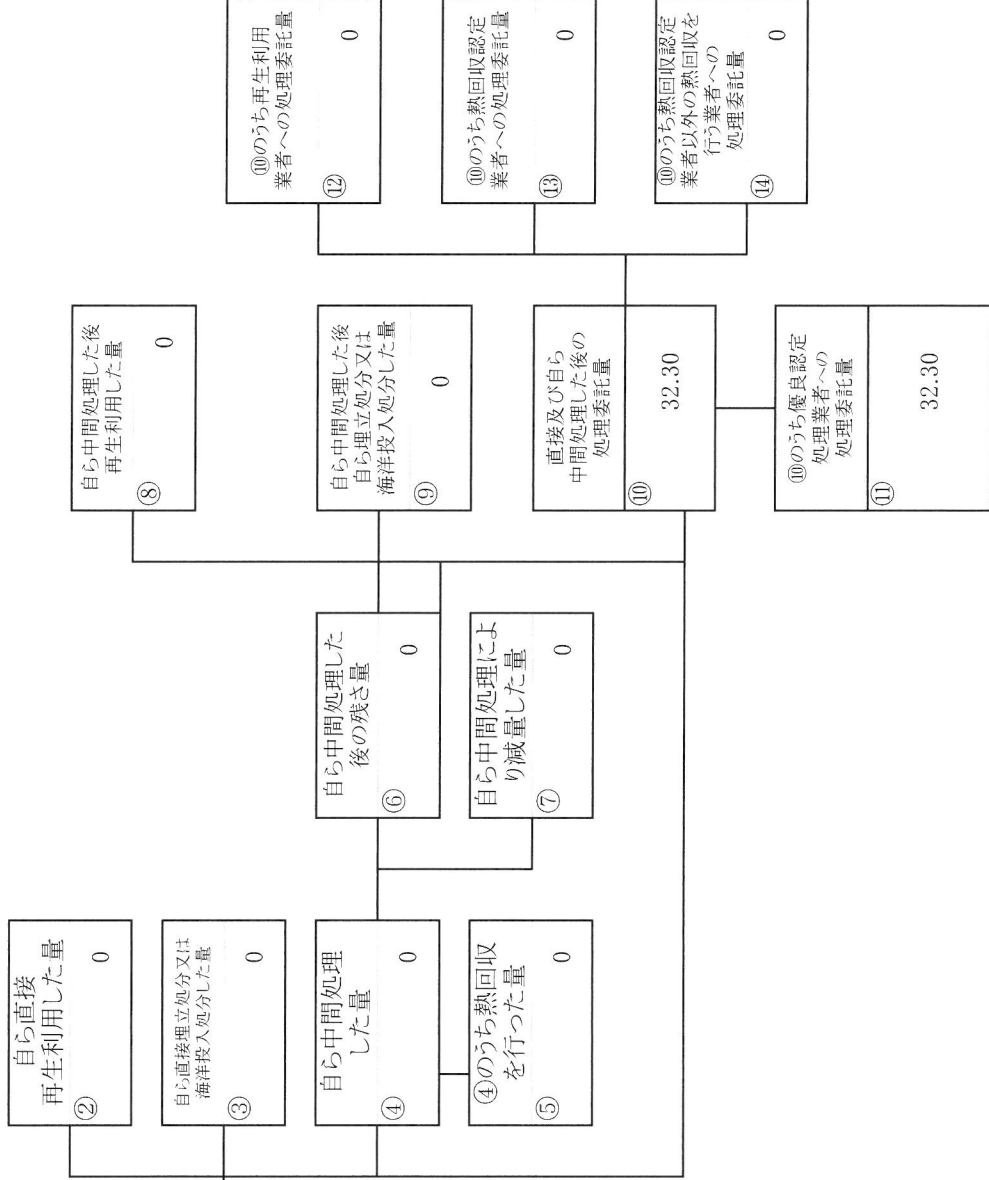 自ら直接
再生利用した量
②
0
自ら直接埋立処分又は
海洋投入処分した量
③
0
自ら中間処理
した量
④
0
④のうち熱回収
を行った量
⑤
0
自ら中間処理した
後の残さ量
⑥
0
自ら中間処理によ
り減量した量
⑦
0
自ら中間処理した後
再生利用した量
⑧
0
自ら中間処理した後
自ら埋立処分又は
海洋投入処分した量
⑨
0
直接及び自ら
中間処理した後の
処理委託量
⑩
32.30
⑩のうち優良認定
処理業者への
処理委託量
⑪
32.30
⑩のうち再生利用
業者への処理委託量
⑫
0
⑩のうち熱回収認定
業者への処理委託量
⑬
0
⑩のうち熱回収認定
業者以外の熱回収を
行う業者への
処理委託量
⑭
0